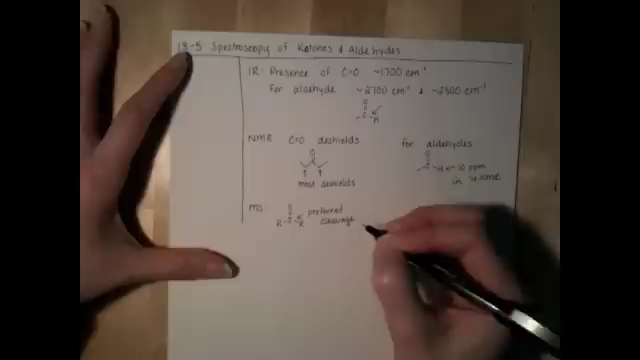 18-5 Spectroscopy of Ketones & Aldehydes
IR: Presence of C=O ~1700 cm⁻¹
For aldehyde ~2700 cm⁻¹ & ~2800 cm⁻¹
O
C
H
NMR C=O deshields
O
most deshields
for aldehydes
O
C-H ~10 ppm
in ¹H NMR
MS
O
R-C-R
preferred
cleavage